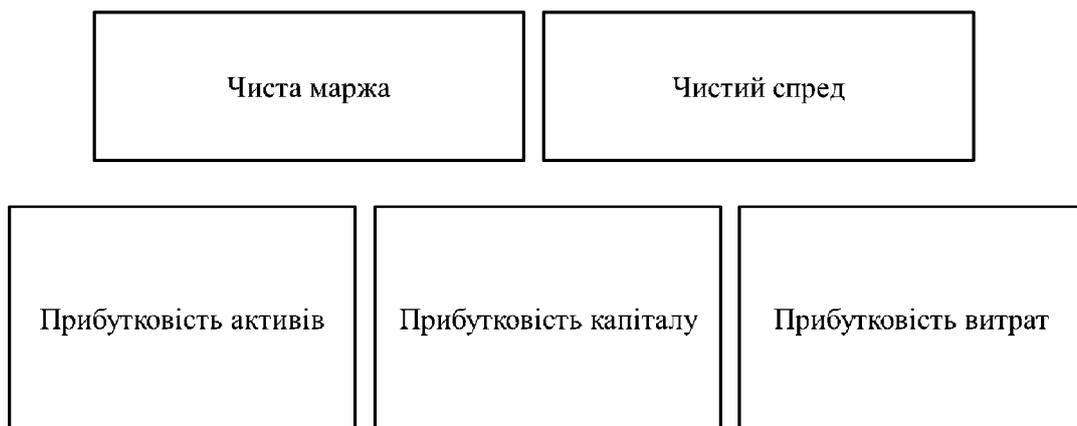 Чиста маржа
Чистий спред
Прибутковість активів
Прибутковість капіталу
Прибутковість витрат